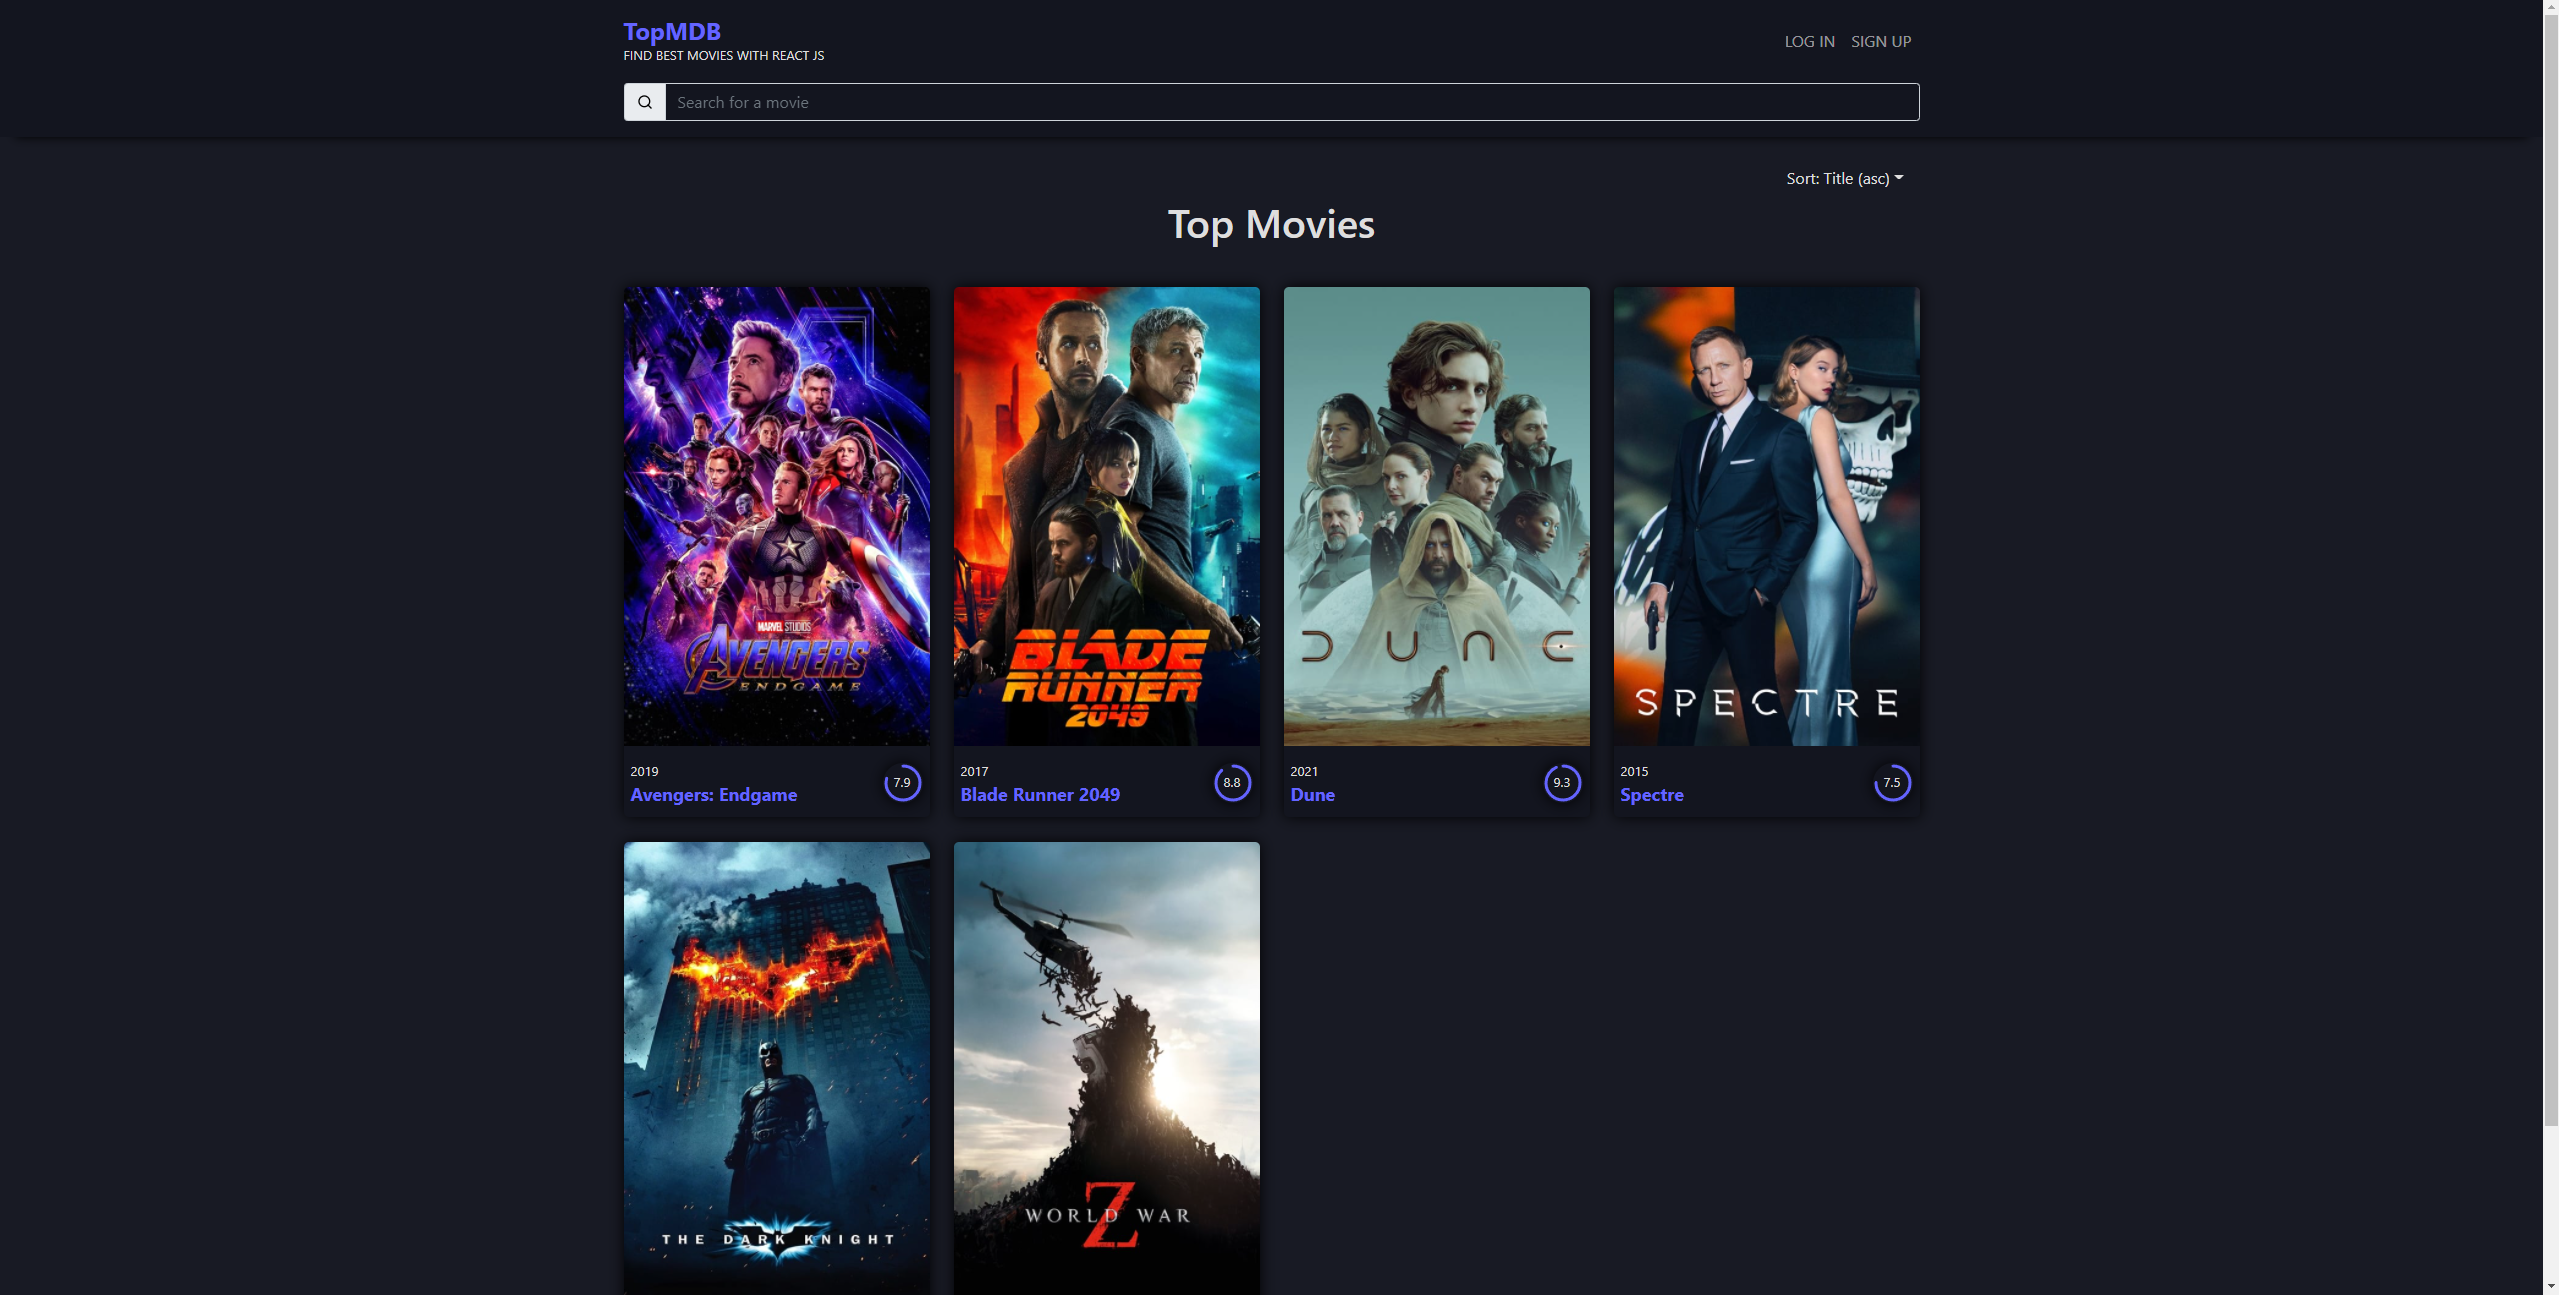 TopMDB
FIND BEST MOVIES WITH REACT JS
LOG IN
SIGN UP
Search for a movie
Sort: Title (asc)
Top Movies
MARVEL STUDIOS
AVENGERS
ENDGAME
2019
Avengers: Endgame
7.9
BLADE
RUNNER
2049
2017
Blade Runner 2049
8.8
DUNE
2021
Dune
9.3
SPECTRE
2015
Spectre
7.5
THE DARK KNIGHT
WORLD WAR Z